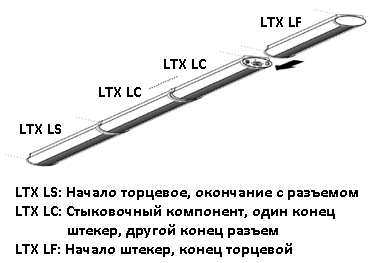 LTX LF
LTX LC
LTX LC
LTX LS
LTX LS: Начало торцевое, окончание с разъемом
LTX LC: Стыковочный компонент, один конец
штекер, другой конец разъем
LTX LF: Начало штекер, конец торцевой